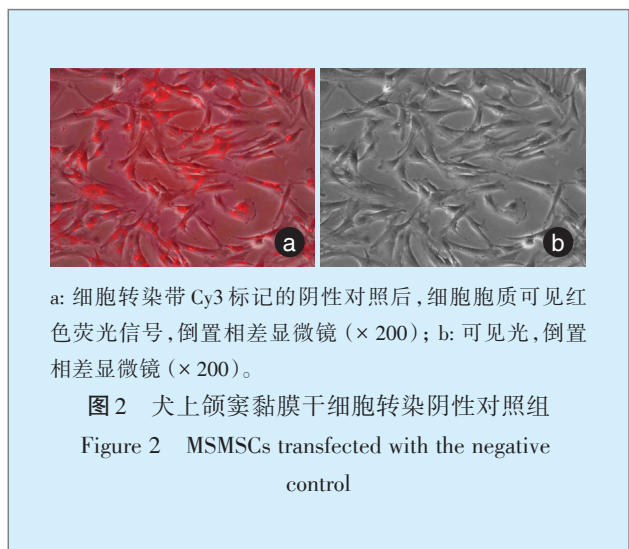 a b
a: 细胞转染带 Cy3 标记的阴性对照后，细胞胞质可见红
色荧光信号，倒置相差显微镜（× 200）；b: 可见光，倒置
相差显微镜（× 200）。
图2 犬上颌窦黏膜干细胞转染阴性对照组
Figure 2 MSMSCs transfected with the negative
control